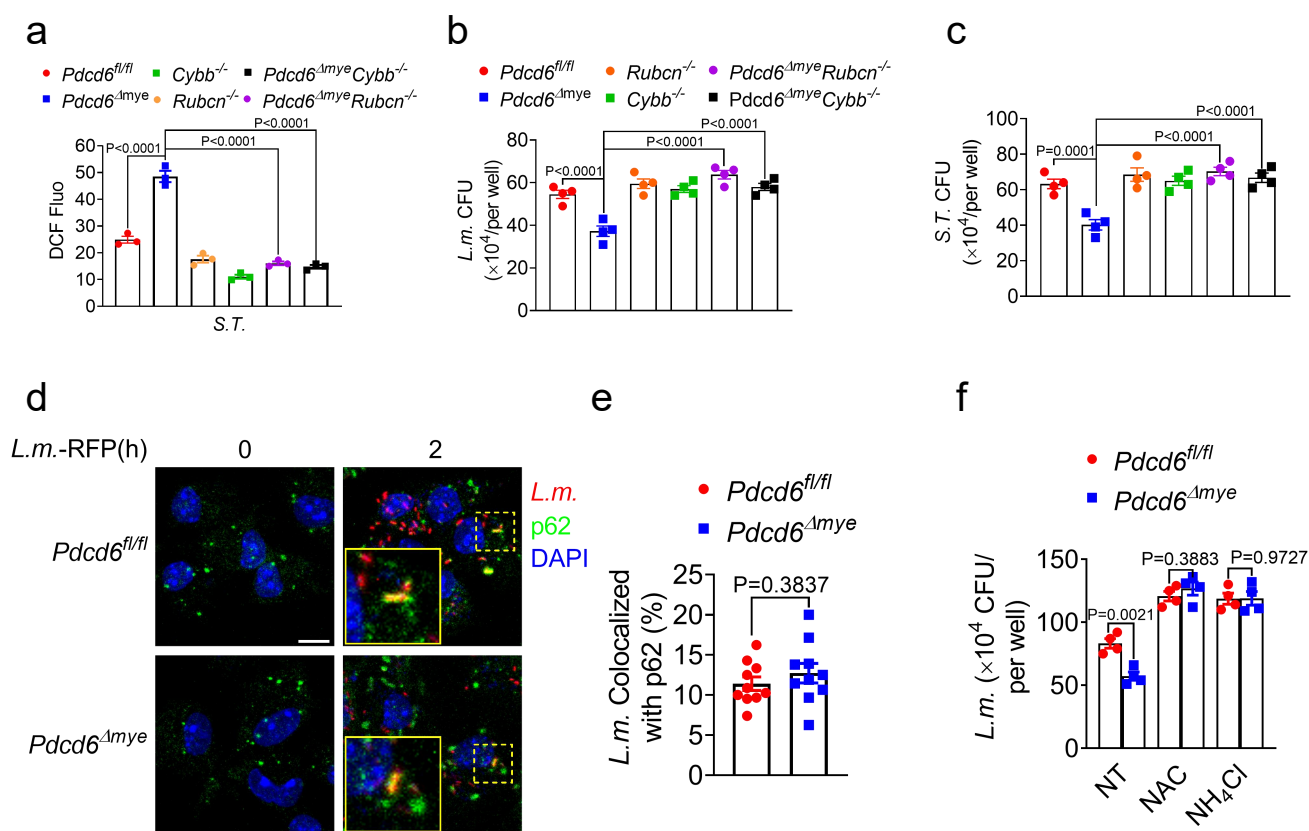 a
Pdcd6fl/fl Cybb-/- Pdcd6ΔmyeCybb-/-
Pdcd6Δmye Rubcn-/- Pdcd6ΔmyeRubcn-/-
P<0.0001
P<0.0001
P<0.0001
DCF Fluo
60
50
40
30
20
10
0
S.T.
b
Pdcd6fl/fl Rubcn-/- Pdcd6ΔmyeRubcn-/-
Pdcd6Δmye Cybb-/- Pdcd6ΔmyeCybb-/-
P<0.0001
P<0.0001
P<0.0001
L.m. CFU
(×10⁴/per well)
80
60
40
20
0
c
P<0.0001
P<0.0001
P=0.0001
S.T. CFU
(×10⁴/per well)
100
80
60
40
20
0
d
L.m.-RFP(h) 0 2
Pdcd6fl/fl
Pdcd6Δmye
L.m.
p62
DAPI
e
Pdcd6fl/fl
Pdcd6Δmye
P=0.3837
L.m. Colocalized
with p62 (%)
25
20
15
10
5
0
f
Pdcd6fl/fl
Pdcd6Δmye
P=0.3883 P=0.9727
P=0.0021
L.m. (×10⁴ CFU/
per well)
150
100
50
0
NT NAC NH₄Cl